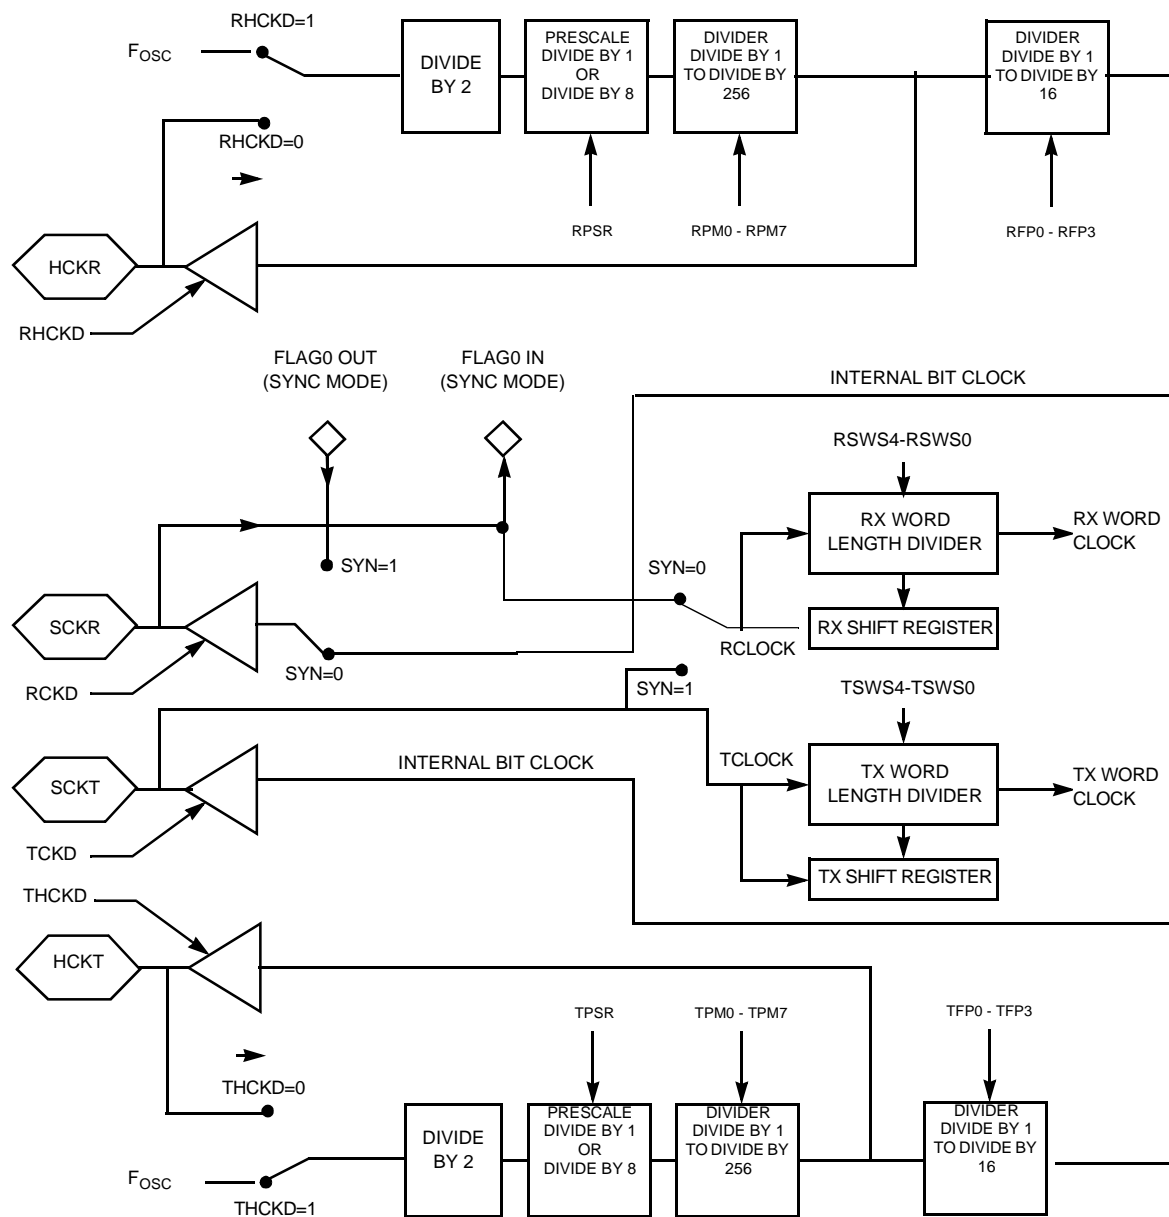 RHCKD=1
FOSC
DIVIDE
BY 2
PRESCALE
DIVIDE BY 1
OR
DIVIDE BY 8
DIVIDER
DIVIDE BY 1
TO DIVIDE BY
256
DIVIDER
DIVIDE BY 1
TO DIVIDE BY
16
RHCKD=0
RPSR
RPM0 - RPM7
RFP0 - RFP3
HCKR
RHCKD
FLAG0 OUT
(SYNC MODE)
FLAG0 IN
(SYNC MODE)
INTERNAL BIT CLOCK
RSWS4-RSWS0
RX WORD
LENGTH DIVIDER
RX WORD
CLOCK
SYN=1
SYN=0
SCKR
RX SHIFT REGISTER
RCLOCK
SYN=0
RCKD
SYN=1
TSWS4-TSWS0
INTERNAL BIT CLOCK
TCLOCK
TX WORD
LENGTH DIVIDER
TX WORD
CLOCK
SCKT
TCKD
TX SHIFT REGISTER
THCKD
HCKT
TPSR
TPM0 - TPM7
TFP0 - TFP3
THCKD=0
DIVIDE
BY 2
PRESCALE
DIVIDE BY 1
OR
DIVIDE BY 8
DIVIDER
DIVIDE BY 1
TO DIVIDE BY
256
DIVIDER
DIVIDE BY 1
TO DIVIDE BY
16
FOSC
THCKD=1